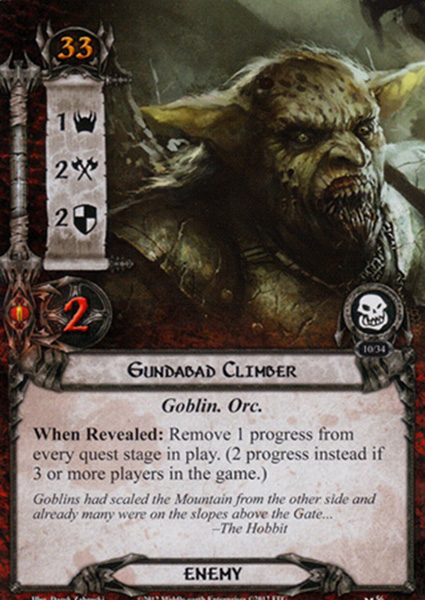 33
1
2
2
2
10/34
Gundabad Climber
Goblin. Orc.
When Revealed: Remove 1 progress from
every quest stage in play. (2 progress instead if
3 or more players in the game.)
Goblins had scaled the Mountain from the other side and
already many were on the slopes above the Gate...
–The Hobbit
ENEMY
56